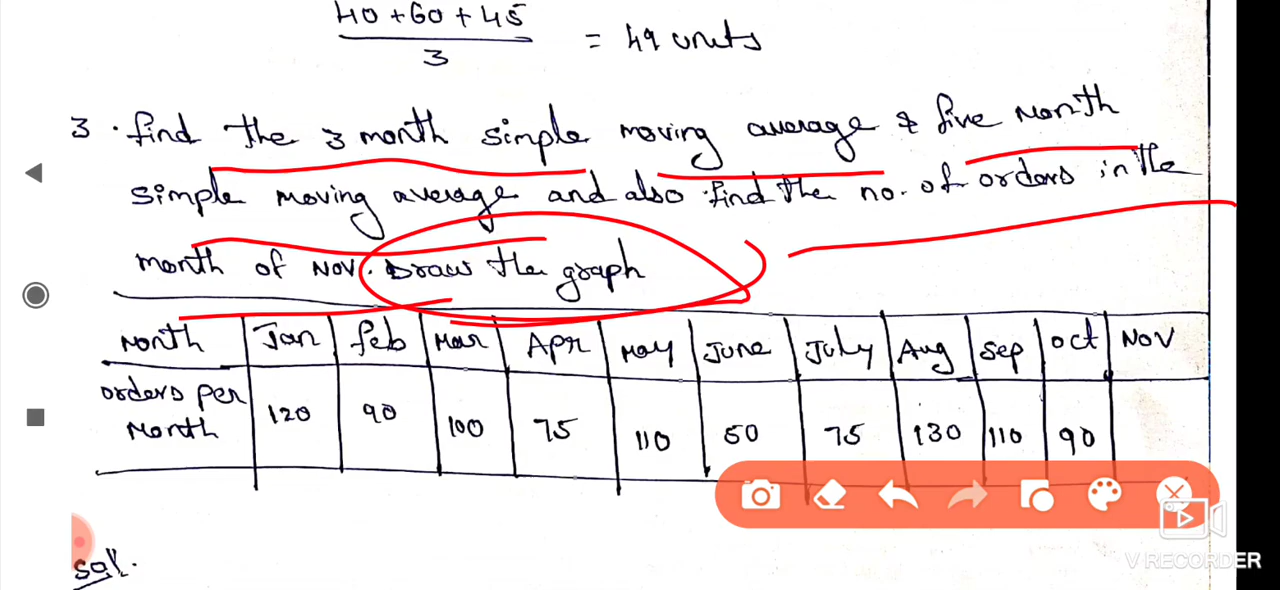 40 + 60 + 45
3
= 49 units
3. find the 3 month simple moving average & five Month
simple moving average and also find the no. of orders in the
month of NOV. Draw the graph
Month Jan feb Mar Apr May June July Aug Sep oct NOV
orders per
Month
120 90 100 75 110 50 75 130 110 90
Sol.
V RECORDER